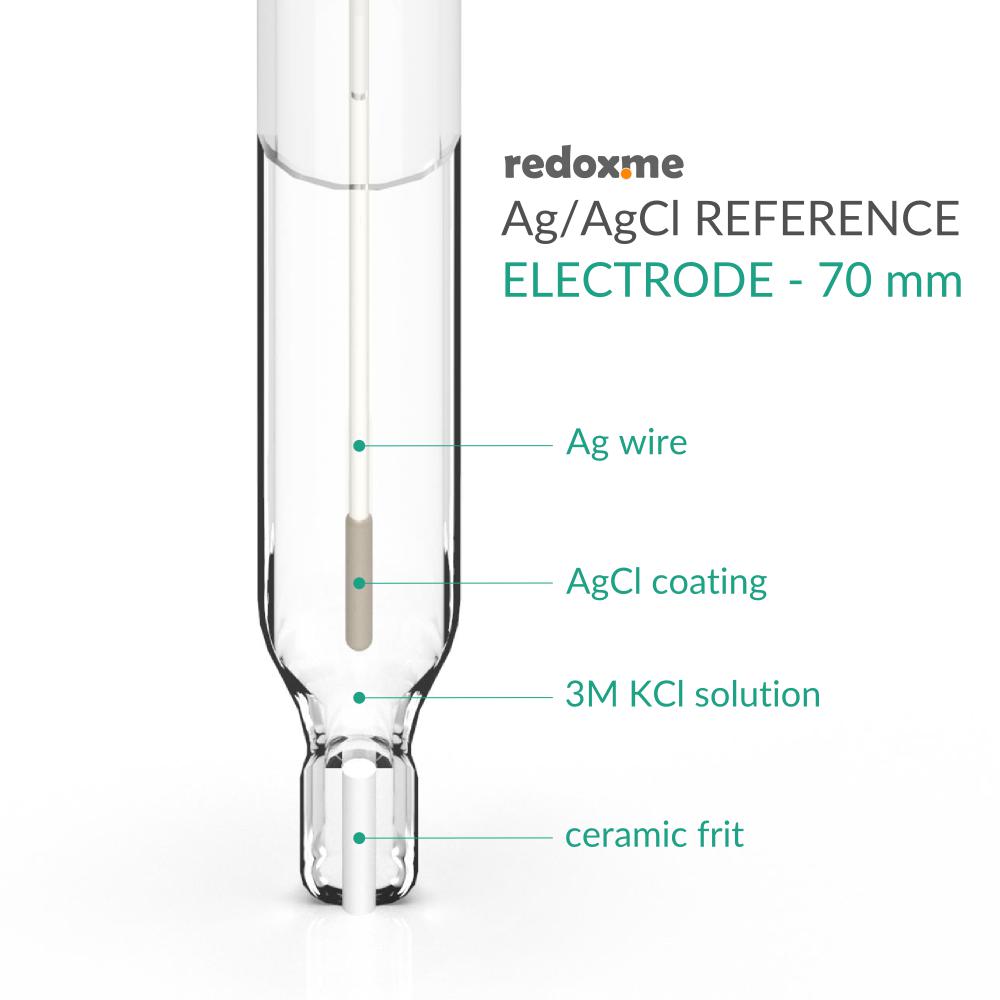 redox.me
Ag/AgCl REFERENCE
ELECTRODE - 70 mm
Ag wire
AgCl coating
3M KCl solution
ceramic frit